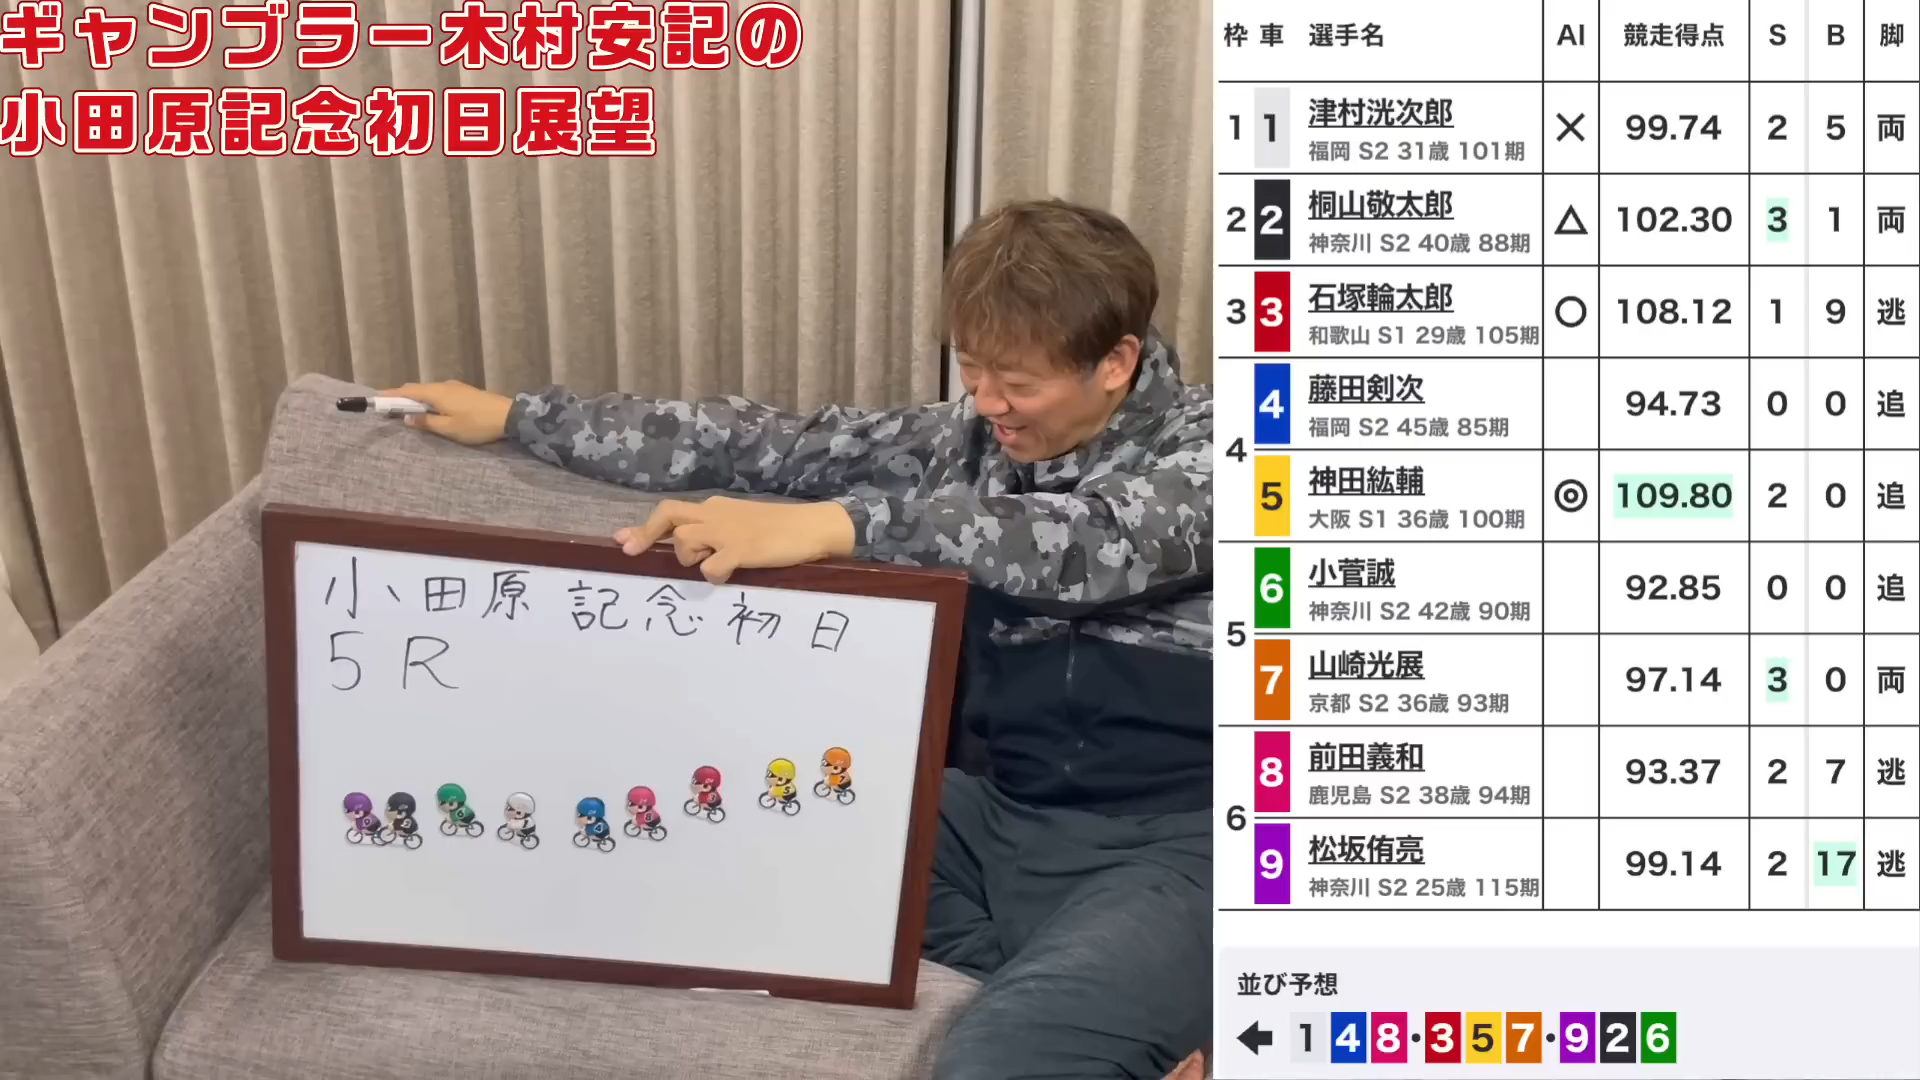 ギャンブラー木村安記の
小田原記念初日展望
小田原記念初日
5R
枠 車 選手名 AI 競走得点 S B 脚
1 1 津村洸次郎 × 99.74 2 5 両
福岡 S2 31歳 101期
2 2 桐山敬太郎 △ 102.30 3 1 両
神奈川 S2 40歳 88期
3 3 石塚輪太郎 ○ 108.12 1 9 逃
和歌山 S1 29歳 105期
4 藤田剣次 94.73 0 0 追
福岡 S2 45歳 85期
4
5 神田紘輔 ◎ 109.80 2 0 追
大阪 S1 36歳 100期
6 小菅誠 92.85 0 0 追
神奈川 S2 42歳 90期
5
7 山崎光展 97.14 3 0 両
京都 S2 36歳 93期
8 前田義和 93.37 2 7 逃
鹿児島 S2 38歳 94期
6
9 松坂侑亮 99.14 2 17 逃
神奈川 S2 25歳 115期
並び予想
← 1 4 8・3 5 7・9 2 6